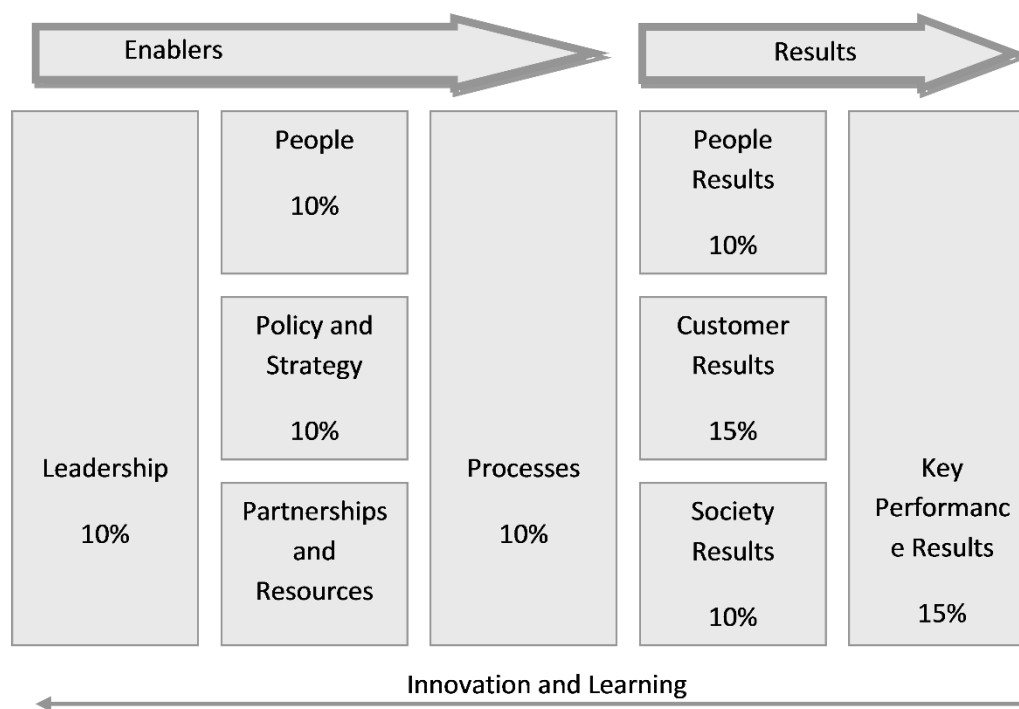 Enablers
Results
Leadership
10%
People
10%
Policy and
Strategy
10%
Partnerships
and
Resources
Processes
10%
People
Results
10%
Customer
Results
15%
Society
Results
10%
Key
Performanc
e Results
15%
Innovation and Learning